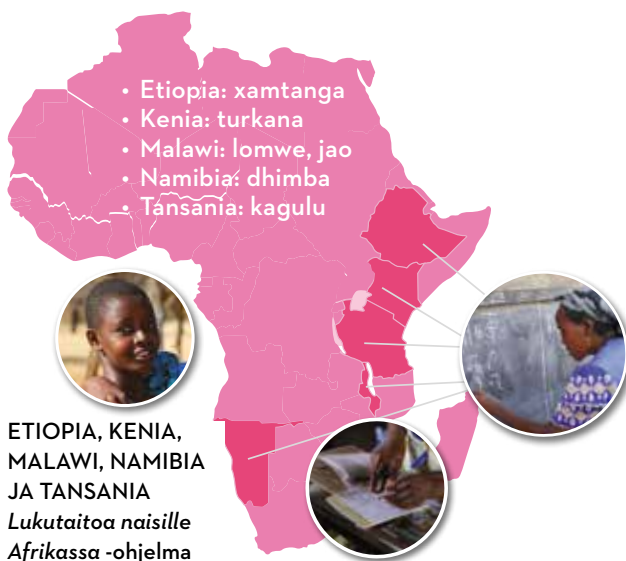 • Etiopia: xamtanga
• Kenia: turkana
• Malawi: lomwe, jao
• Namibia: dhimba
• Tansania: kagulu
ETIOPIA, KENIA,
MALAWI, NAMIBIA
JA TANSANIA
Lukutaitoa naisille
Afrikassa -ohjelma